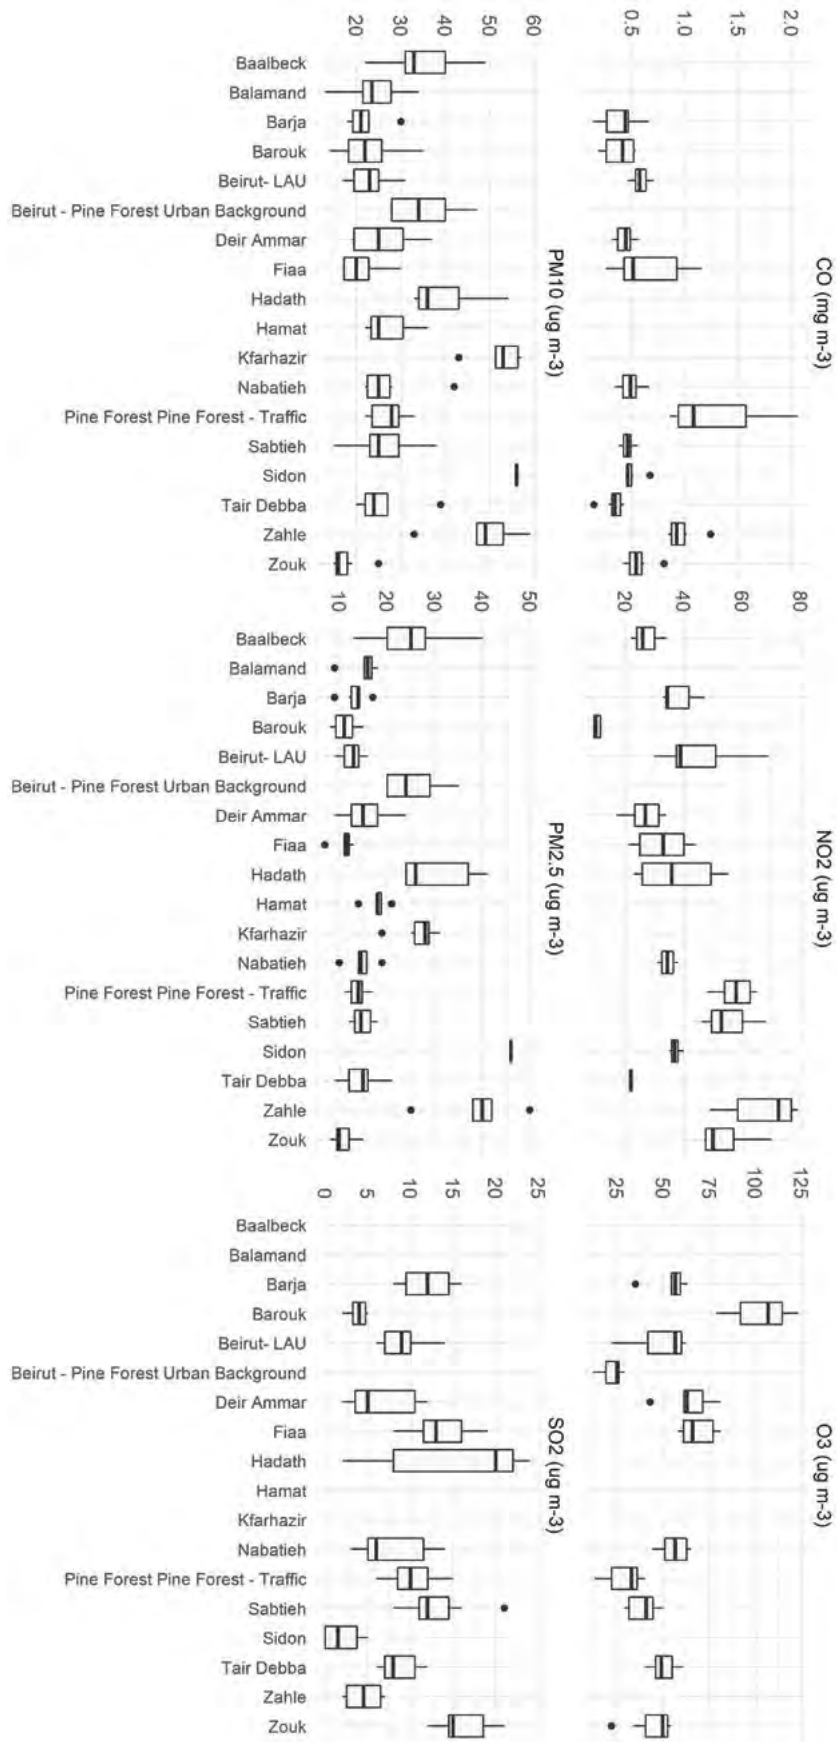 CO (mg m-3)
0.5
1.0
1.5
2.0
NO2 (ug m-3)
20
40
60
80
O3 (ug m-3)
25
50
75
100
125
PM10 (ug m-3)
20
30
40
50
60
Baalbeck
Balamand
Barja
Barouk
Beirut- LAU
Beirut - Pine Forest Urban Background
Deir Ammar
Fiaa
Hadath
Hamat
Kfarhazir
Nabatieh
Pine Forest Pine Forest - Traffic
Sabtieh
Sidon
Tair Debba
Zahle
Zouk
PM2.5 (ug m-3)
10
20
30
40
50
Baalbeck
Balamand
Barja
Barouk
Beirut- LAU
Beirut - Pine Forest Urban Background
Deir Ammar
Fiaa
Hadath
Hamat
Kfarhazir
Nabatieh
Pine Forest Pine Forest - Traffic
Sabtieh
Sidon
Tair Debba
Zahle
Zouk
SO2 (ug m-3)
0
5
10
15
20
25
Baalbeck
Balamand
Barja
Barouk
Beirut- LAU
Beirut - Pine Forest Urban Background
Deir Ammar
Fiaa
Hadath
Hamat
Kfarhazir
Nabatieh
Pine Forest Pine Forest - Traffic
Sabtieh
Sidon
Tair Debba
Zahle
Zouk